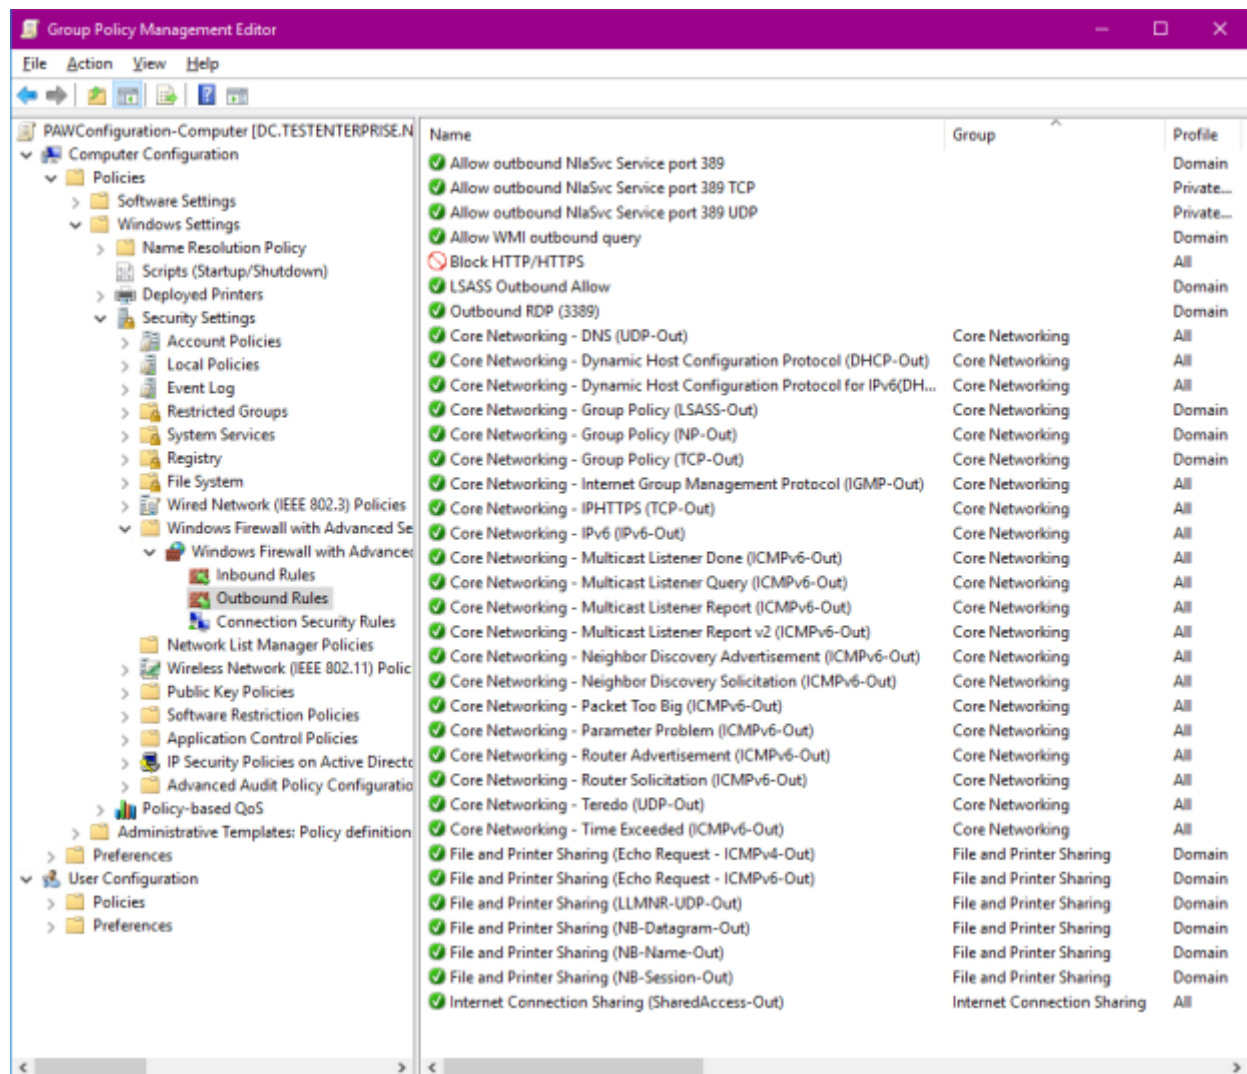 Group Policy Management Editor
File Action View Help
PAWConfiguration-Computer [DC.TESTENTERPRISE.N
Computer Configuration
Policies
Software Settings
Windows Settings
Name Resolution Policy
Scripts (Startup/Shutdown)
Deployed Printers
Security Settings
Account Policies
Local Policies
Event Log
Restricted Groups
System Services
Registry
File System
Wired Network (IEEE 802.3) Policies
Windows Firewall with Advanced Se
Windows Firewall with Advanced
Inbound Rules
Outbound Rules
Connection Security Rules
Network List Manager Policies
Wireless Network (IEEE 802.11) Polic
Public Key Policies
Software Restriction Policies
Application Control Policies
IP Security Policies on Active Directo
Advanced Audit Policy Configuratio
Policy-based QoS
Administrative Templates: Policy definition
Preferences
User Configuration
Policies
Preferences
Name Group Profile
Allow outbound NlaSvc Service port 389 Domain
Allow outbound NlaSvc Service port 389 TCP Private...
Allow outbound NlaSvc Service port 389 UDP Private...
Allow WMI outbound query Domain
Block HTTP/HTTPS All
LSASS Outbound Allow Domain
Outbound RDP (3389) Domain
Core Networking - DNS (UDP-Out) Core Networking All
Core Networking - Dynamic Host Configuration Protocol (DHCP-Out) Core Networking All
Core Networking - Dynamic Host Configuration Protocol for IPv6(DH... Core Networking All
Core Networking - Group Policy (LSASS-Out) Core Networking Domain
Core Networking - Group Policy (NP-Out) Core Networking Domain
Core Networking - Group Policy (TCP-Out) Core Networking Domain
Core Networking - Internet Group Management Protocol (IGMP-Out) Core Networking All
Core Networking - IPHTTPS (TCP-Out) Core Networking All
Core Networking - IPv6 (IPv6-Out) Core Networking All
Core Networking - Multicast Listener Done (ICMPv6-Out) Core Networking All
Core Networking - Multicast Listener Query (ICMPv6-Out) Core Networking All
Core Networking - Multicast Listener Report (ICMPv6-Out) Core Networking All
Core Networking - Multicast Listener Report v2 (ICMPv6-Out) Core Networking All
Core Networking - Neighbor Discovery Advertisement (ICMPv6-Out) Core Networking All
Core Networking - Neighbor Discovery Solicitation (ICMPv6-Out) Core Networking All
Core Networking - Packet Too Big (ICMPv6-Out) Core Networking All
Core Networking - Parameter Problem (ICMPv6-Out) Core Networking All
Core Networking - Router Advertisement (ICMPv6-Out) Core Networking All
Core Networking - Router Solicitation (ICMPv6-Out) Core Networking All
Core Networking - Teredo (UDP-Out) Core Networking All
Core Networking - Time Exceeded (ICMPv6-Out) Core Networking All
File and Printer Sharing (Echo Request - ICMPv4-Out) File and Printer Sharing Domain
File and Printer Sharing (Echo Request - ICMPv6-Out) File and Printer Sharing Domain
File and Printer Sharing (LLMNR-UDP-Out) File and Printer Sharing Domain
File and Printer Sharing (NB-Datagram-Out) File and Printer Sharing Domain
File and Printer Sharing (NB-Name-Out) File and Printer Sharing Domain
File and Printer Sharing (NB-Session-Out) File and Printer Sharing Domain
Internet Connection Sharing (SharedAccess-Out) Internet Connection Sharing All